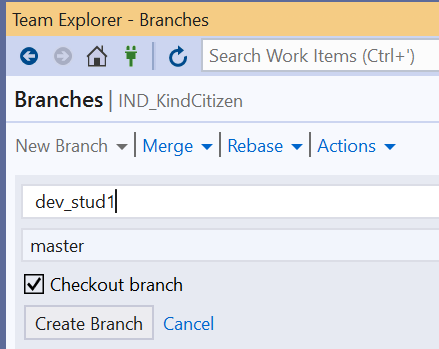 Team Explorer - Branches
Search Work Items (Ctrl+')
Branches | IND_KindCitizen
New Branch | Merge | Rebase | Actions
dev_stud1
master
Checkout branch
Create Branch Cancel